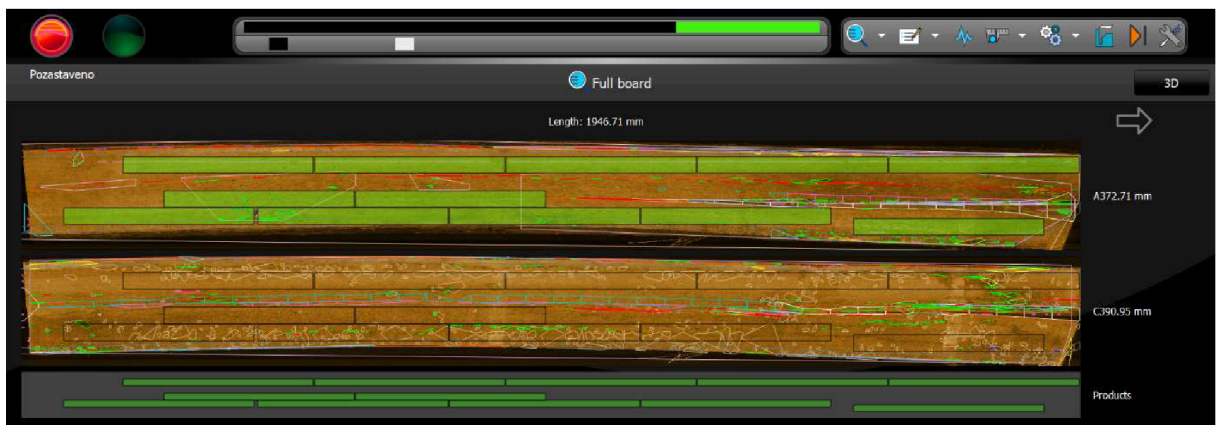 Pozastaveno
Full board
3D
Length: 1946.71 mm
A372.71 mm
C390.95 mm
Products